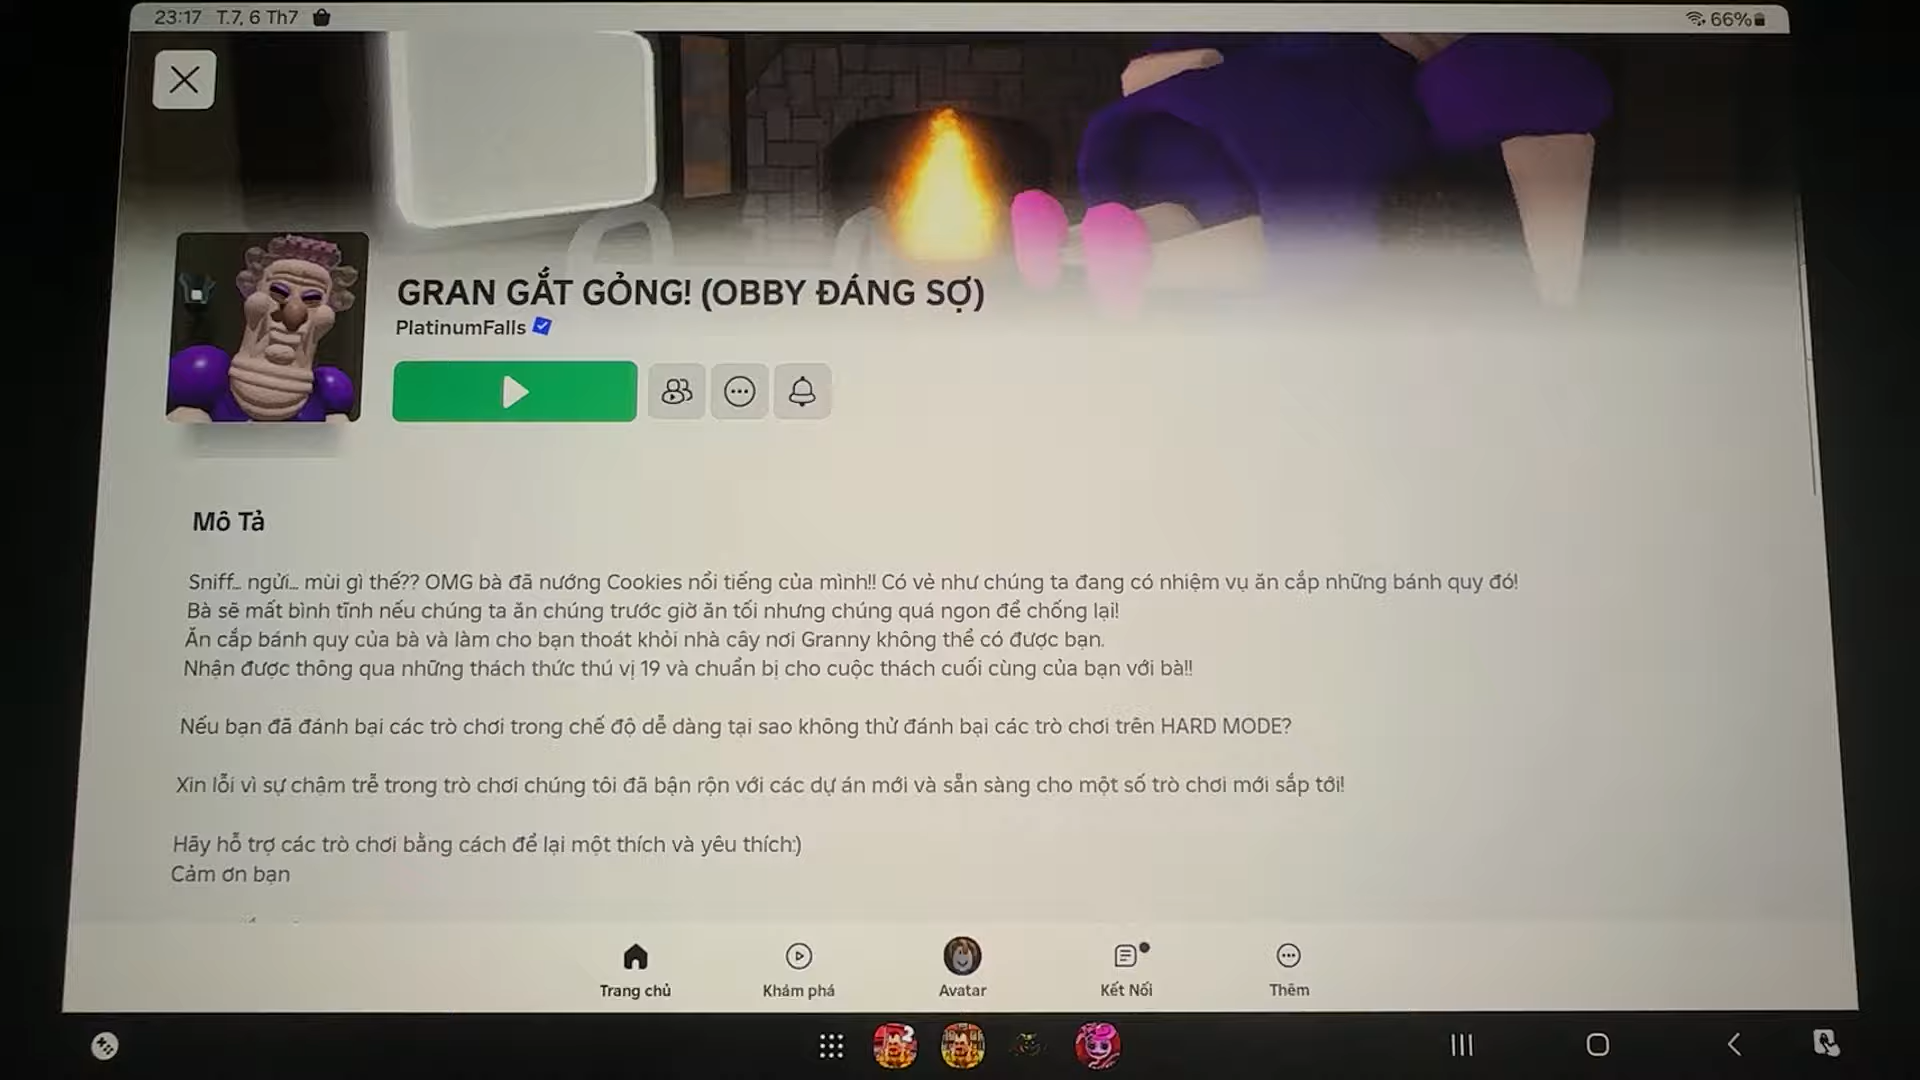 23:17 T.7, 6 Th7
66%
GRAN GẮT GỎNG! (OBBY ĐÁNG SỢ)
PlatinumFalls
Mô Tả
Sniff... ngửi... mùi gì thế?? OMG bà đã nướng Cookies nổi tiếng của mình!! Có vẻ như chúng ta đang có nhiệm vụ ăn cắp những bánh quy đó!
Bà sẽ mất bình tĩnh nếu chúng ta ăn chúng trước giờ ăn tối nhưng chúng quá ngon để chống lại!
Ăn cắp bánh quy của bà và làm cho bạn thoát khỏi nhà cây nơi Granny không thể có được bạn.
Nhận được thông qua những thách thức thú vị 19 và chuẩn bị cho cuộc thách cuối cùng của bạn với bà!!
Nếu bạn đã đánh bại các trò chơi trong chế độ dễ dàng tại sao không thử đánh bại các trò chơi trên HARD MODE?
Xin lỗi vì sự chậm trễ trong trò chơi chúng tôi đã bận rộn với các dự án mới và sẵn sàng cho một số trò chơi mới sắp tới!
Hãy hỗ trợ các trò chơi bằng cách để lại một thích và yêu thích:)
Cảm ơn bạn
Trang chủ
Khám phá
Avatar
Kết Nối
Thêm